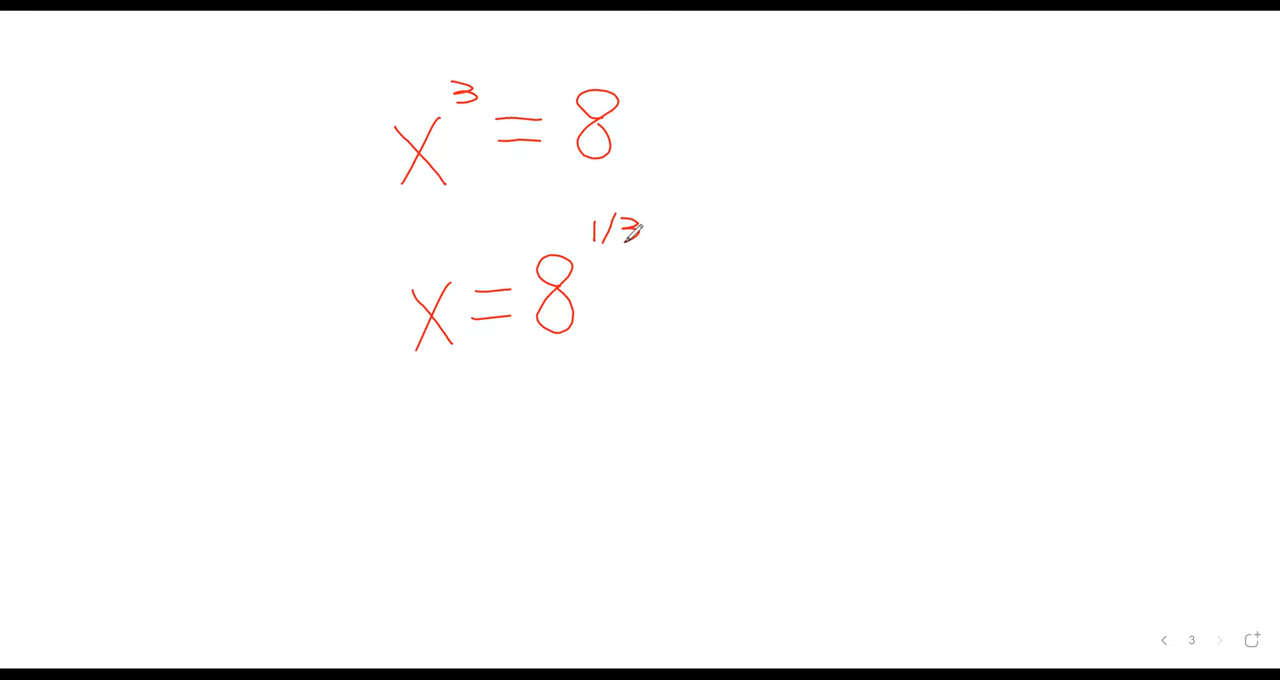 x³ = 8
x = 8^1/3
3